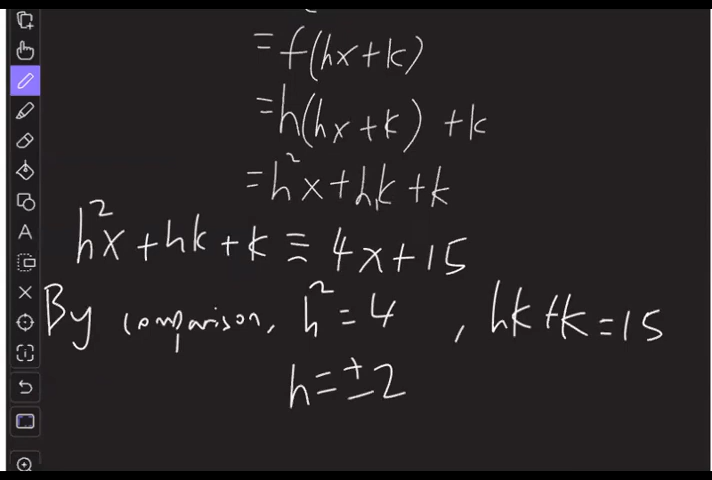 = f(hx+k)
= h(hx+k) + k
= h²x + hk + k
h²x + hk + k ≡ 4x + 15
By comparison, h² = 4 , hk + k = 15
h = ±2